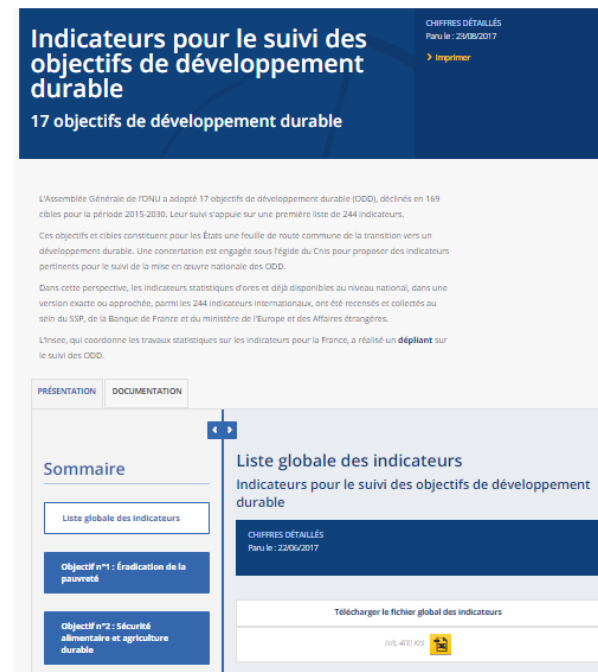 Indicateurs pour le suivi des
objectifs de développement
durable
17 objectifs de développement durable
CHIFFRES DÉTAILLÉS
Paru le : 23/08/2017
Imprimer
L'Assemblée Générale de l'ONU a adopté 17 objectifs de développement durable (ODD), déclinés en 169
cibles pour la période 2015-2030. Leur suivi s'appuie sur une première liste de 244 indicateurs.
Ces objectifs et cibles constituent pour les États une feuille de route commune de la transition vers un
développement durable. Une concertation est engagée sous l'égide du Cnis pour proposer des indicateurs
pertinents pour le suivi de la mise en œuvre nationale des ODD.
Dans cette perspective, les indicateurs statistiques d'ores et déjà disponibles au niveau national, dans une
version exacte ou approchée, parmi les 244 indicateurs internationaux, ont été recensés et collectés au
sein du SSP, de la Banque de France et du ministère de l'Europe et des Affaires étrangères.
L'Insee, qui coordonne les travaux statistiques sur les indicateurs pour la France, a réalisé un dépliant sur
le suivi des ODD.
PRÉSENTATION DOCUMENTATION
Sommaire
Liste globale des indicateurs
Objectif n°1 : Éradication de la
pauvreté
Objectif n°2 : Sécurité
alimentaire et agriculture
durable
Liste globale des indicateurs
Indicateurs pour le suivi des objectifs de développement
durable
CHIFFRES DÉTAILLÉS
Paru le : 22/06/2017
Télécharger le fichier global des indicateurs
(xls, 400 Ko)